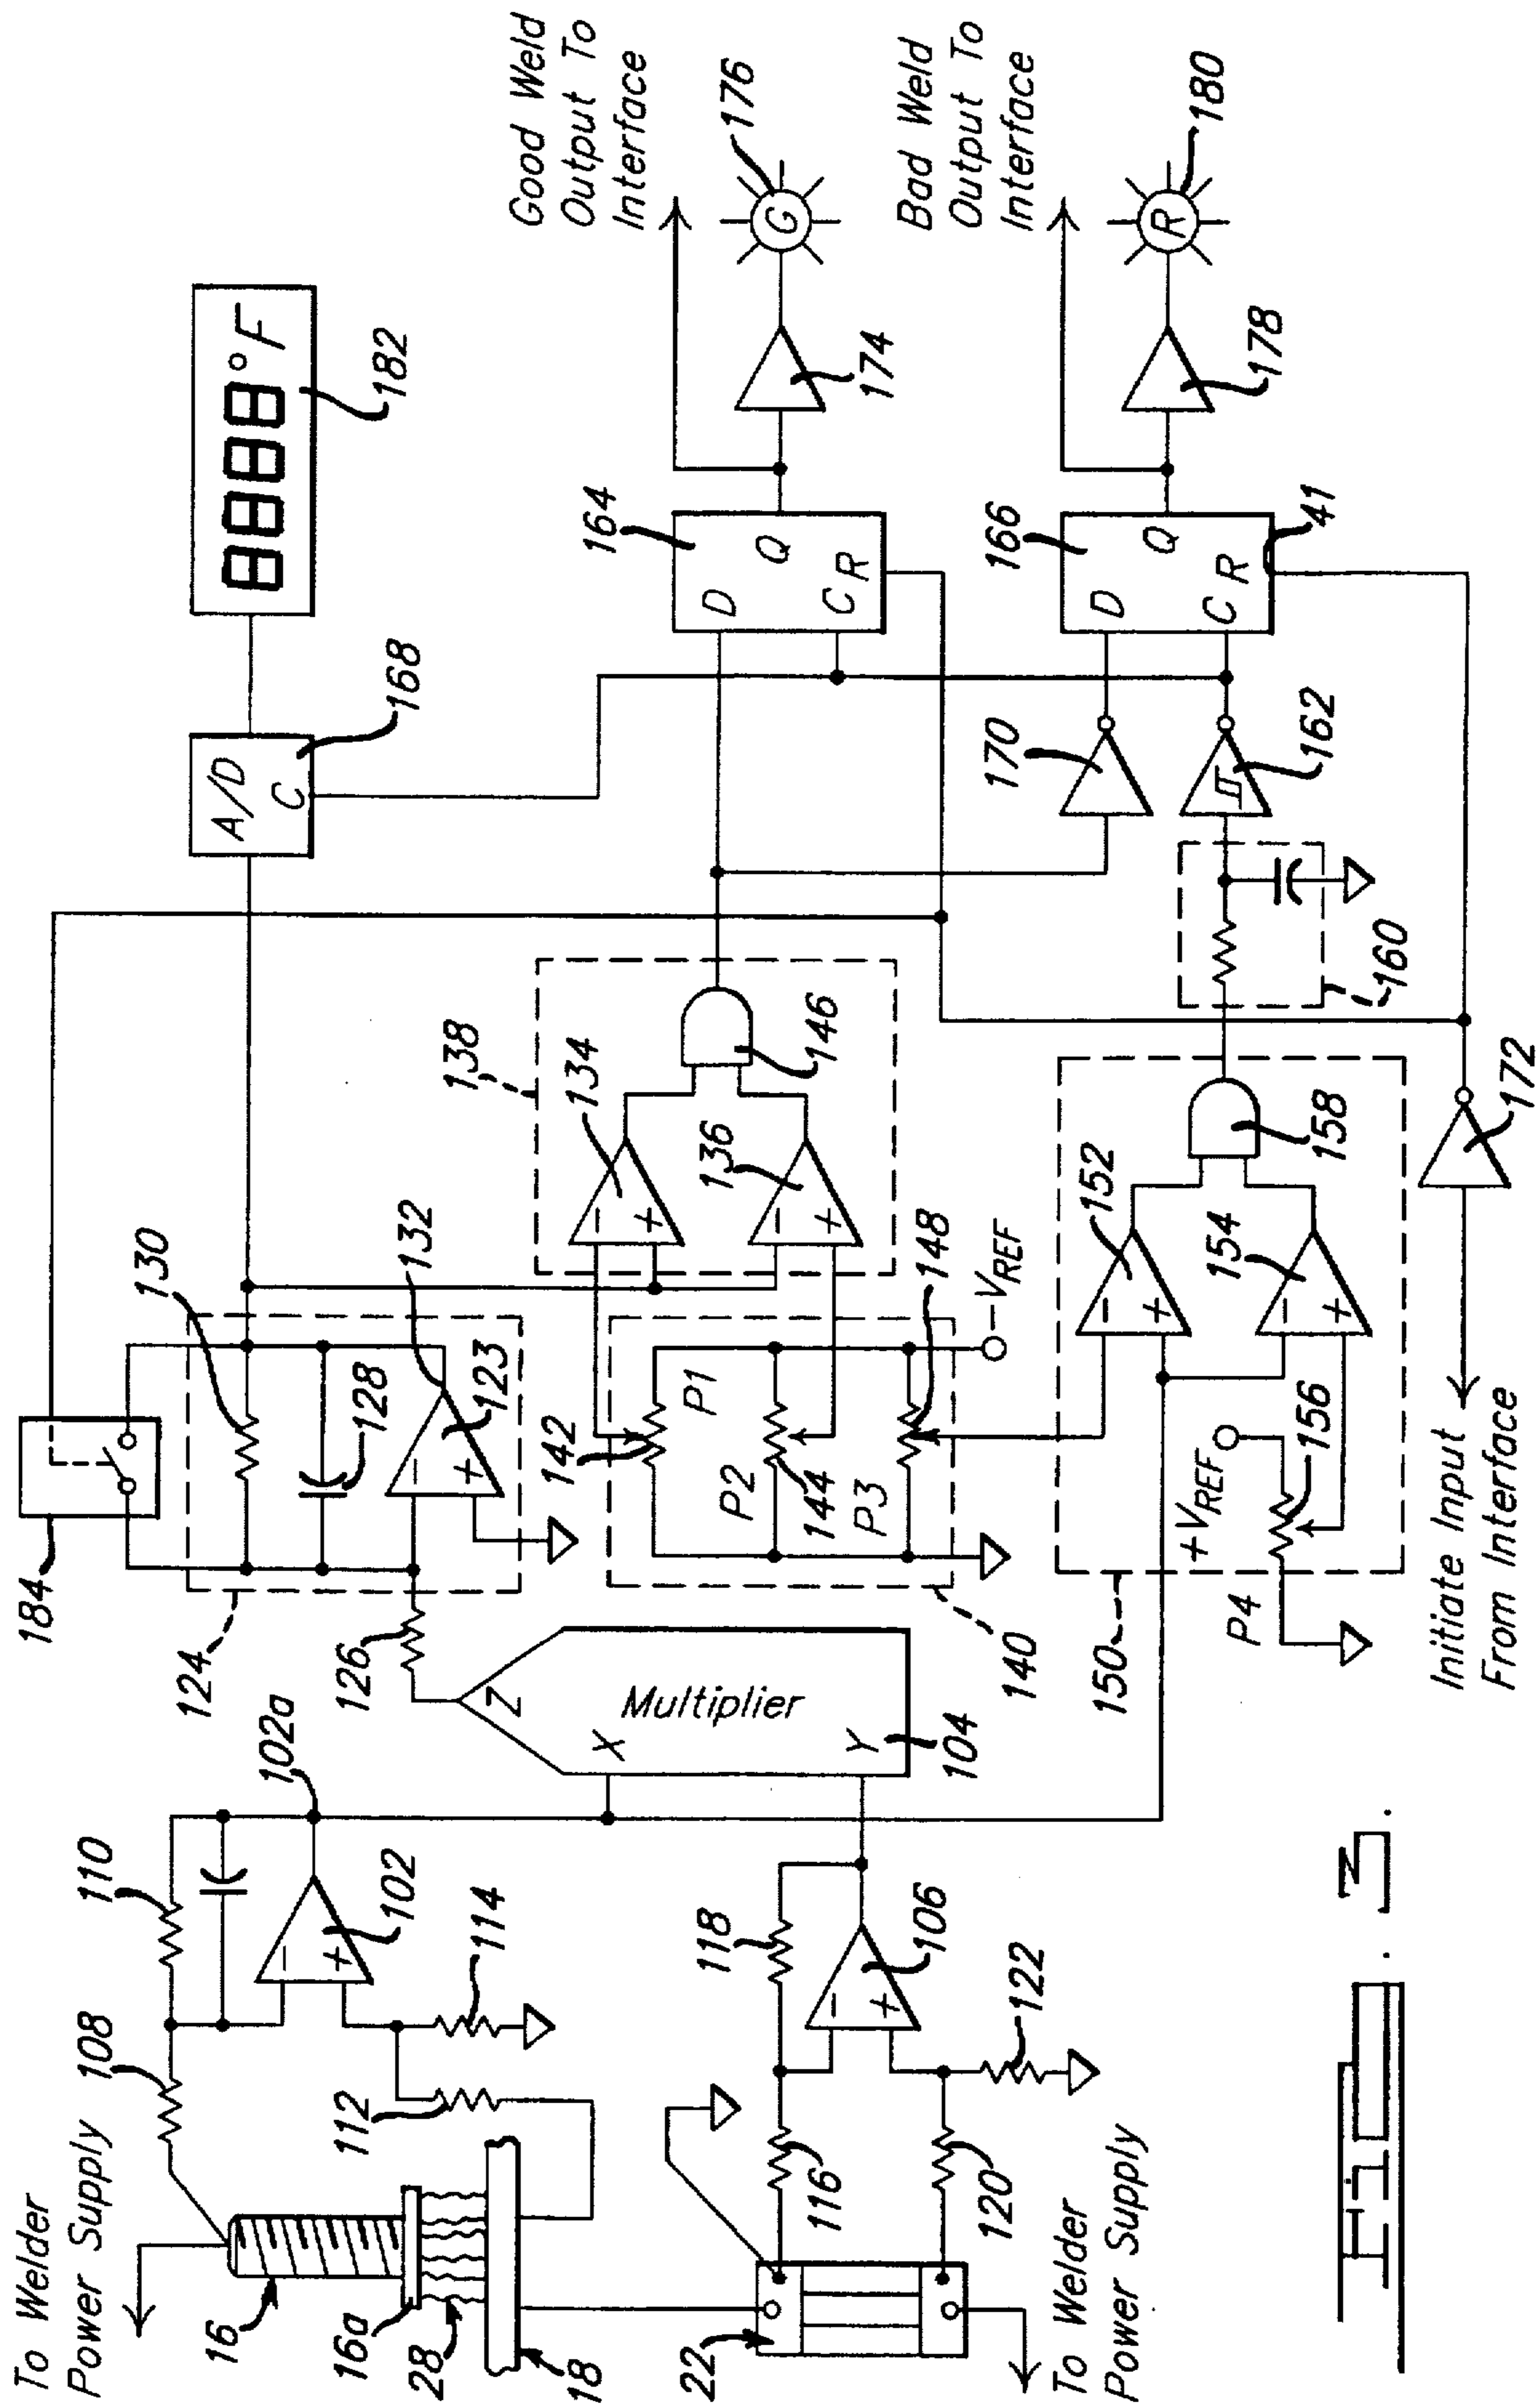 To Welder
Power Supply
108
110
102a
16
16a
28
18
112
114
102
−
+
22
116
118
120
122
106
−
+
To Welder
Power Supply
X
Y
Z
Multiplier
104
126
124
184
130
128
132
123
−
+
142
P1
P2
144
P3
148
140
−VREF
138
134
−
+
136
−
+
146
150
152
−
+
154
−
+
+VREF
156
P4
158
160
162
170
172
Initiate Input
From Interface
A/D
C
168
8888°F
182
164
D
Q
C
R
166
D
Q
C
R
41
174
G
176
Good Weld
Output To
Interface
178
R
180
Bad Weld
Output To
Interface
FIG. 3.